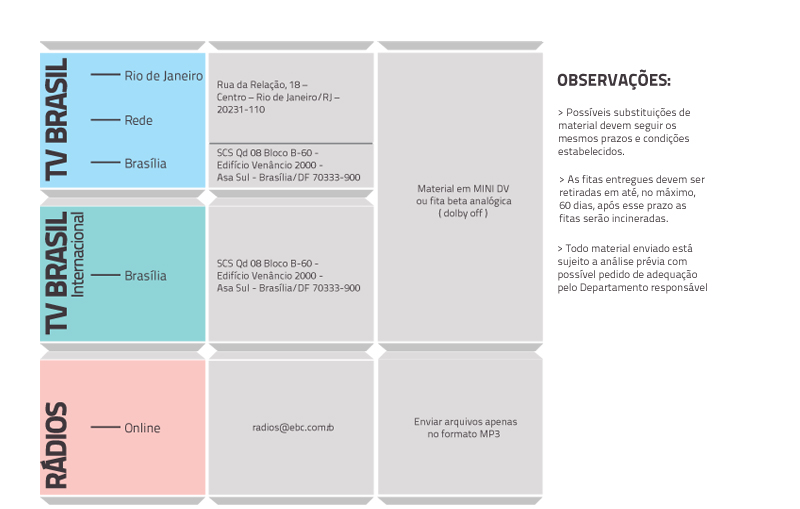 TV BRASIL
Rio de Janeiro
Rede
Brasília
Rua da Relação, 18 –
Centro – Rio de Janeiro/RJ –
20231-110
SCS Qd 08 Bloco B-60 -
Edifício Venâncio 2000 -
Asa Sul - Brasília/DF 70333-900
Material em MINI DV
ou fita beta analógica
( dolby off )
TV BRASIL
Internacional
Brasília
SCS Qd 08 Bloco B-60 -
Edifício Venâncio 2000 -
Asa Sul - Brasília/DF 70333-900
RÁDIOS
Online
Enviar arquivos apenas
no formato MP3
OBSERVAÇÕES:
> Possíveis substituições de
material devem seguir os
mesmos prazos e condições
estabelecidos.
> As fitas entregues devem ser
retiradas em até, no máximo,
60 dias, após esse prazo as
fitas serão incineradas.
> Todo material enviado está
sujeito a análise prévia com
possível pedido de adequação
pelo Departamento responsável